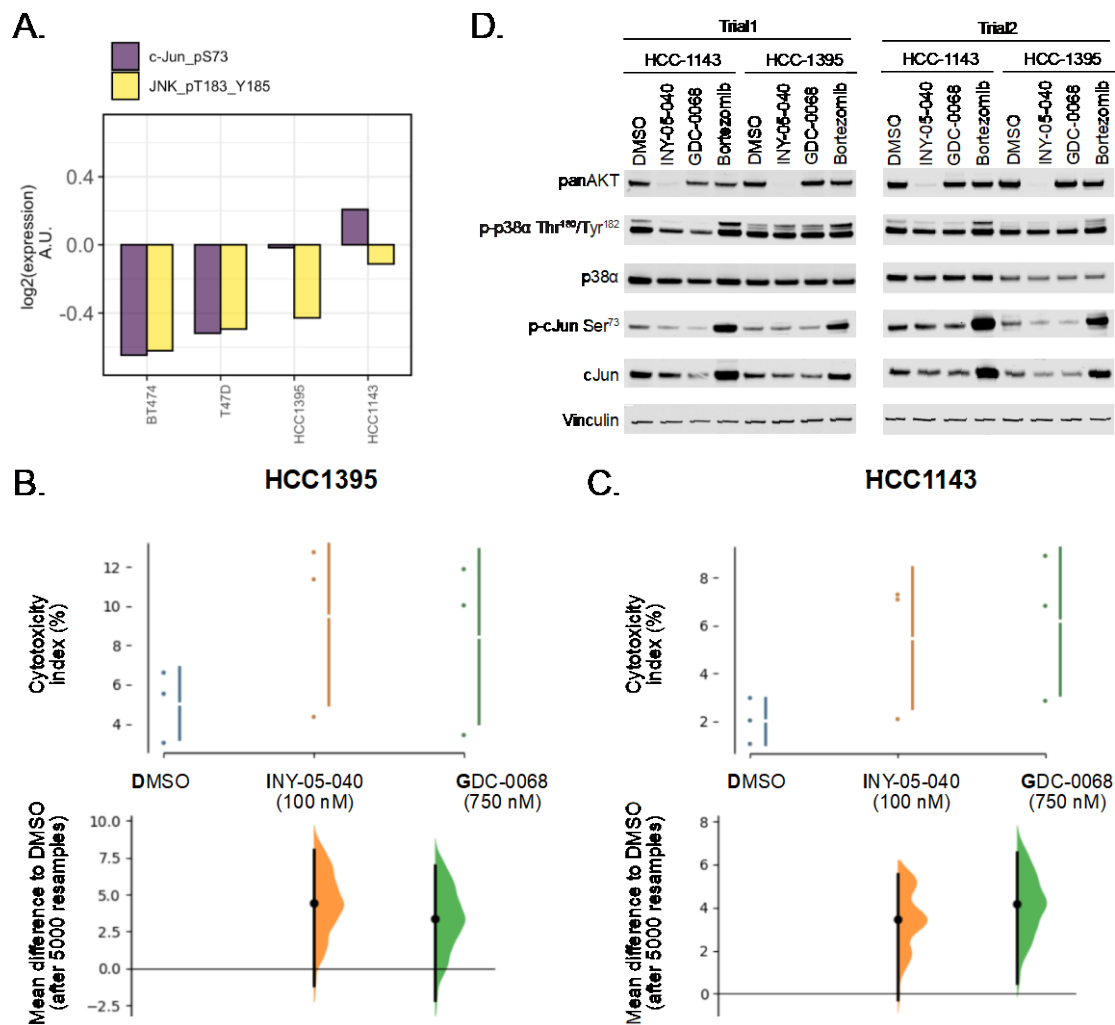 A.
c-Jun_pS73
JNK_pT183_Y185
log2(expression)
A.U.
0.4
0.0
-0.4
BT474
T47D
HCC1395
HCC1143
D.
Trial1
Trial2
HCC-1143
HCC-1395
HCC-1143
HCC-1395
DMSO
INY-05-040
GDC-0068
Bortezomib
DMSO
INY-05-040
GDC-0068
Bortezomib
DMSO
INY-05-040
GDC-0068
Bortezomib
DMSO
INY-05-040
GDC-0068
Bortezomib
panAKT
p-p38α Thr¹⁸⁰/Tyr¹⁸²
p38α
p-cJun Ser⁷³
cJun
Vinculin
B.
HCC1395
Cytotoxicity
index (%)
12
10
8
6
4
DMSO
INY-05-040
(100 nM)
GDC-0068
(750 nM)
Mean difference to DMSO
(after 5000 resamples)
10.0
7.5
5.0
2.5
0.0
−2.5
C.
HCC1143
Cytotoxicity
index (%)
8
6
4
2
DMSO
INY-05-040
(100 nM)
GDC-0068
(750 nM)
Mean difference to DMSO
(after 5000 resamples)
8
6
4
2
0